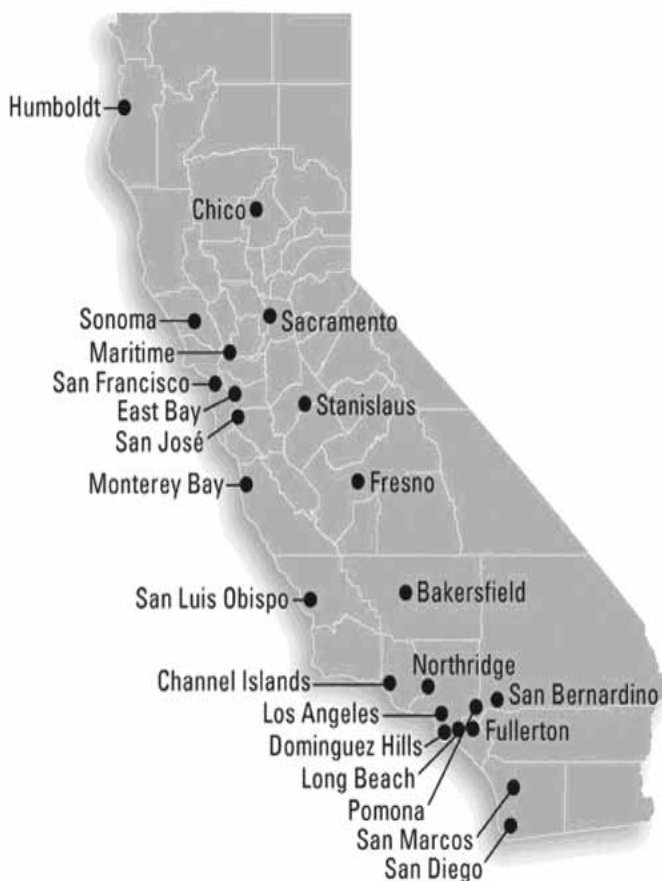 Humboldt
Chico
Sonoma
Sacramento
Maritime
San Francisco
East Bay
Stanislaus
San José
Monterey Bay
Fresno
San Luis Obispo
Bakersfield
Channel Islands
Northridge
San Bernardino
Los Angeles
Fullerton
Dominguez Hills
Long Beach
Pomona
San Marcos
San Diego